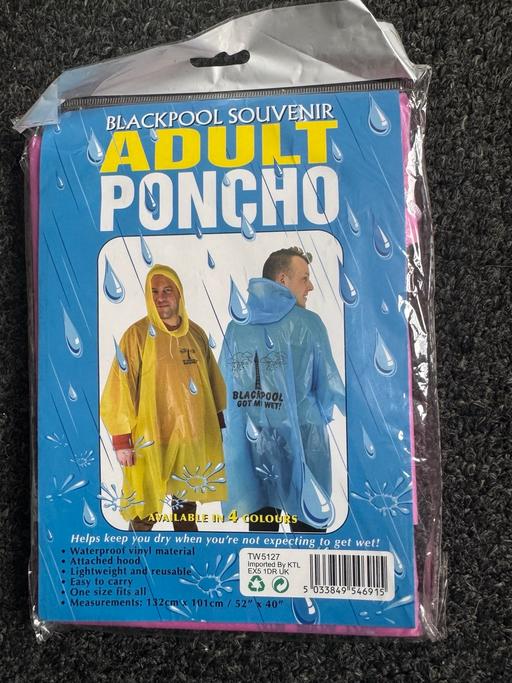 BLACKPOOL SOUVENIR
ADULT
PONCHO
BLACKPOOL
GOT ME WET!
AVAILABLE IN 4 COLOURS
Helps keep you dry when you're not expecting to get wet!
• Waterproof vinyl material
• Attached hood
• Lightweight and reusable
• Easy to carry
• One size fits all
• Measurements: 132cm x 101cm / 52" x 40"
TW5127
Imported By KTL
EX5 1DR UK
5 033849 546915